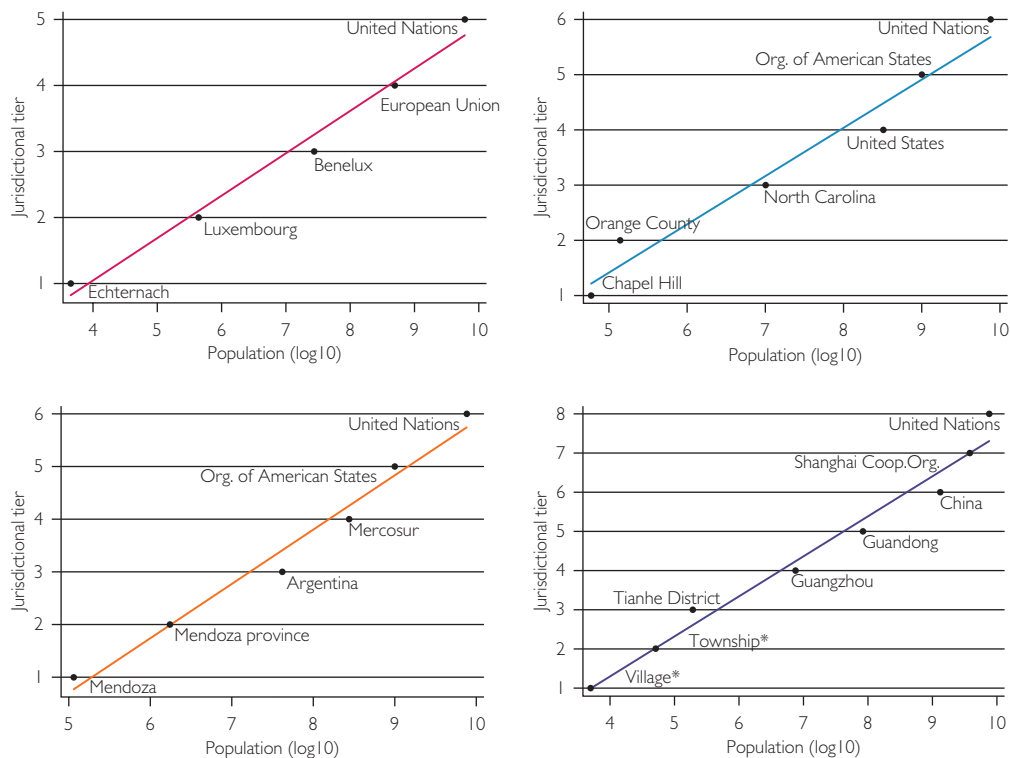 5
United Nations
4
European Union
Jurisdictional tier
3
Benelux
2
Luxembourg
1
Echternach
4 5 6 7 8 9 10
Population (log10)
6
United Nations
Org. of American States
5
Jurisdictional tier
4
United States
3
North Carolina
Orange County
2
Chapel Hill
1
5 6 7 8 9 10
Population (log10)
6
United Nations
5
Org. of American States
Jurisdictional tier
4
Mercosur
3
Argentina
2
Mendoza province
1
Mendoza
5 6 7 8 9 10
Population (log10)
8
United Nations
7
Shanghai Coop.Org.
6
China
Jurisdictional tier
5
Guandong
4
Guangzhou
Tianhe District
3
Township*
2
Village*
1
4 5 6 7 8 9 10
Population (log10)